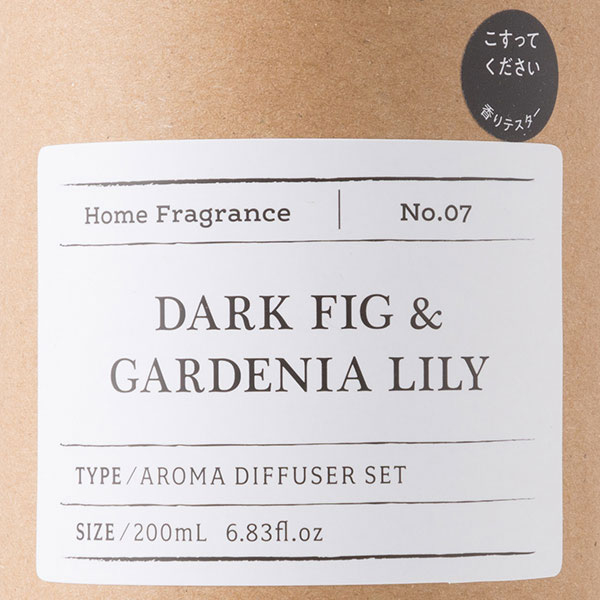 こすって
ください
香りテスター
Home Fragrance | No.07
DARK FIG &
GARDENIA LILY
TYPE/AROMA DIFFUSER SET
SIZE/200mL 6.83fl.oz